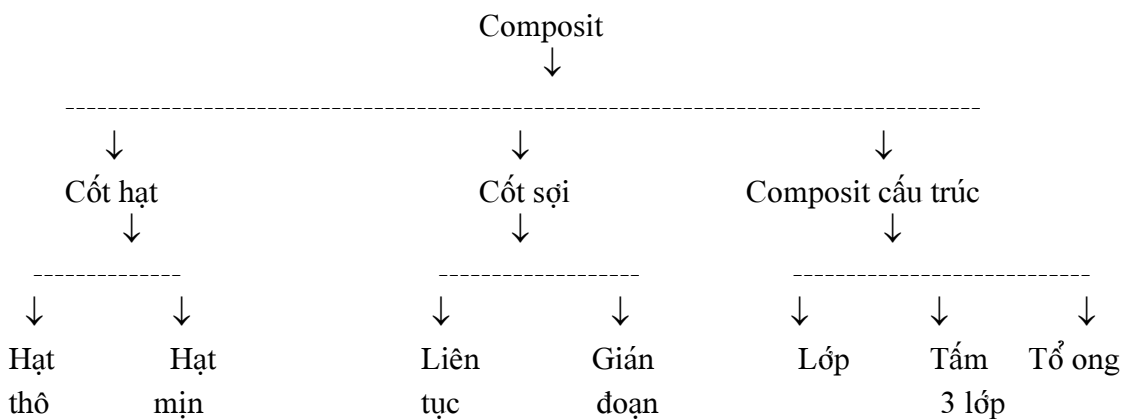 Composit
Cốt hạt Cốt sợi Composit cấu trúc
Hạt Hạt Liên Gián Lớp Tấm Tổ ong
thô mịn tục đoạn 3 lớp